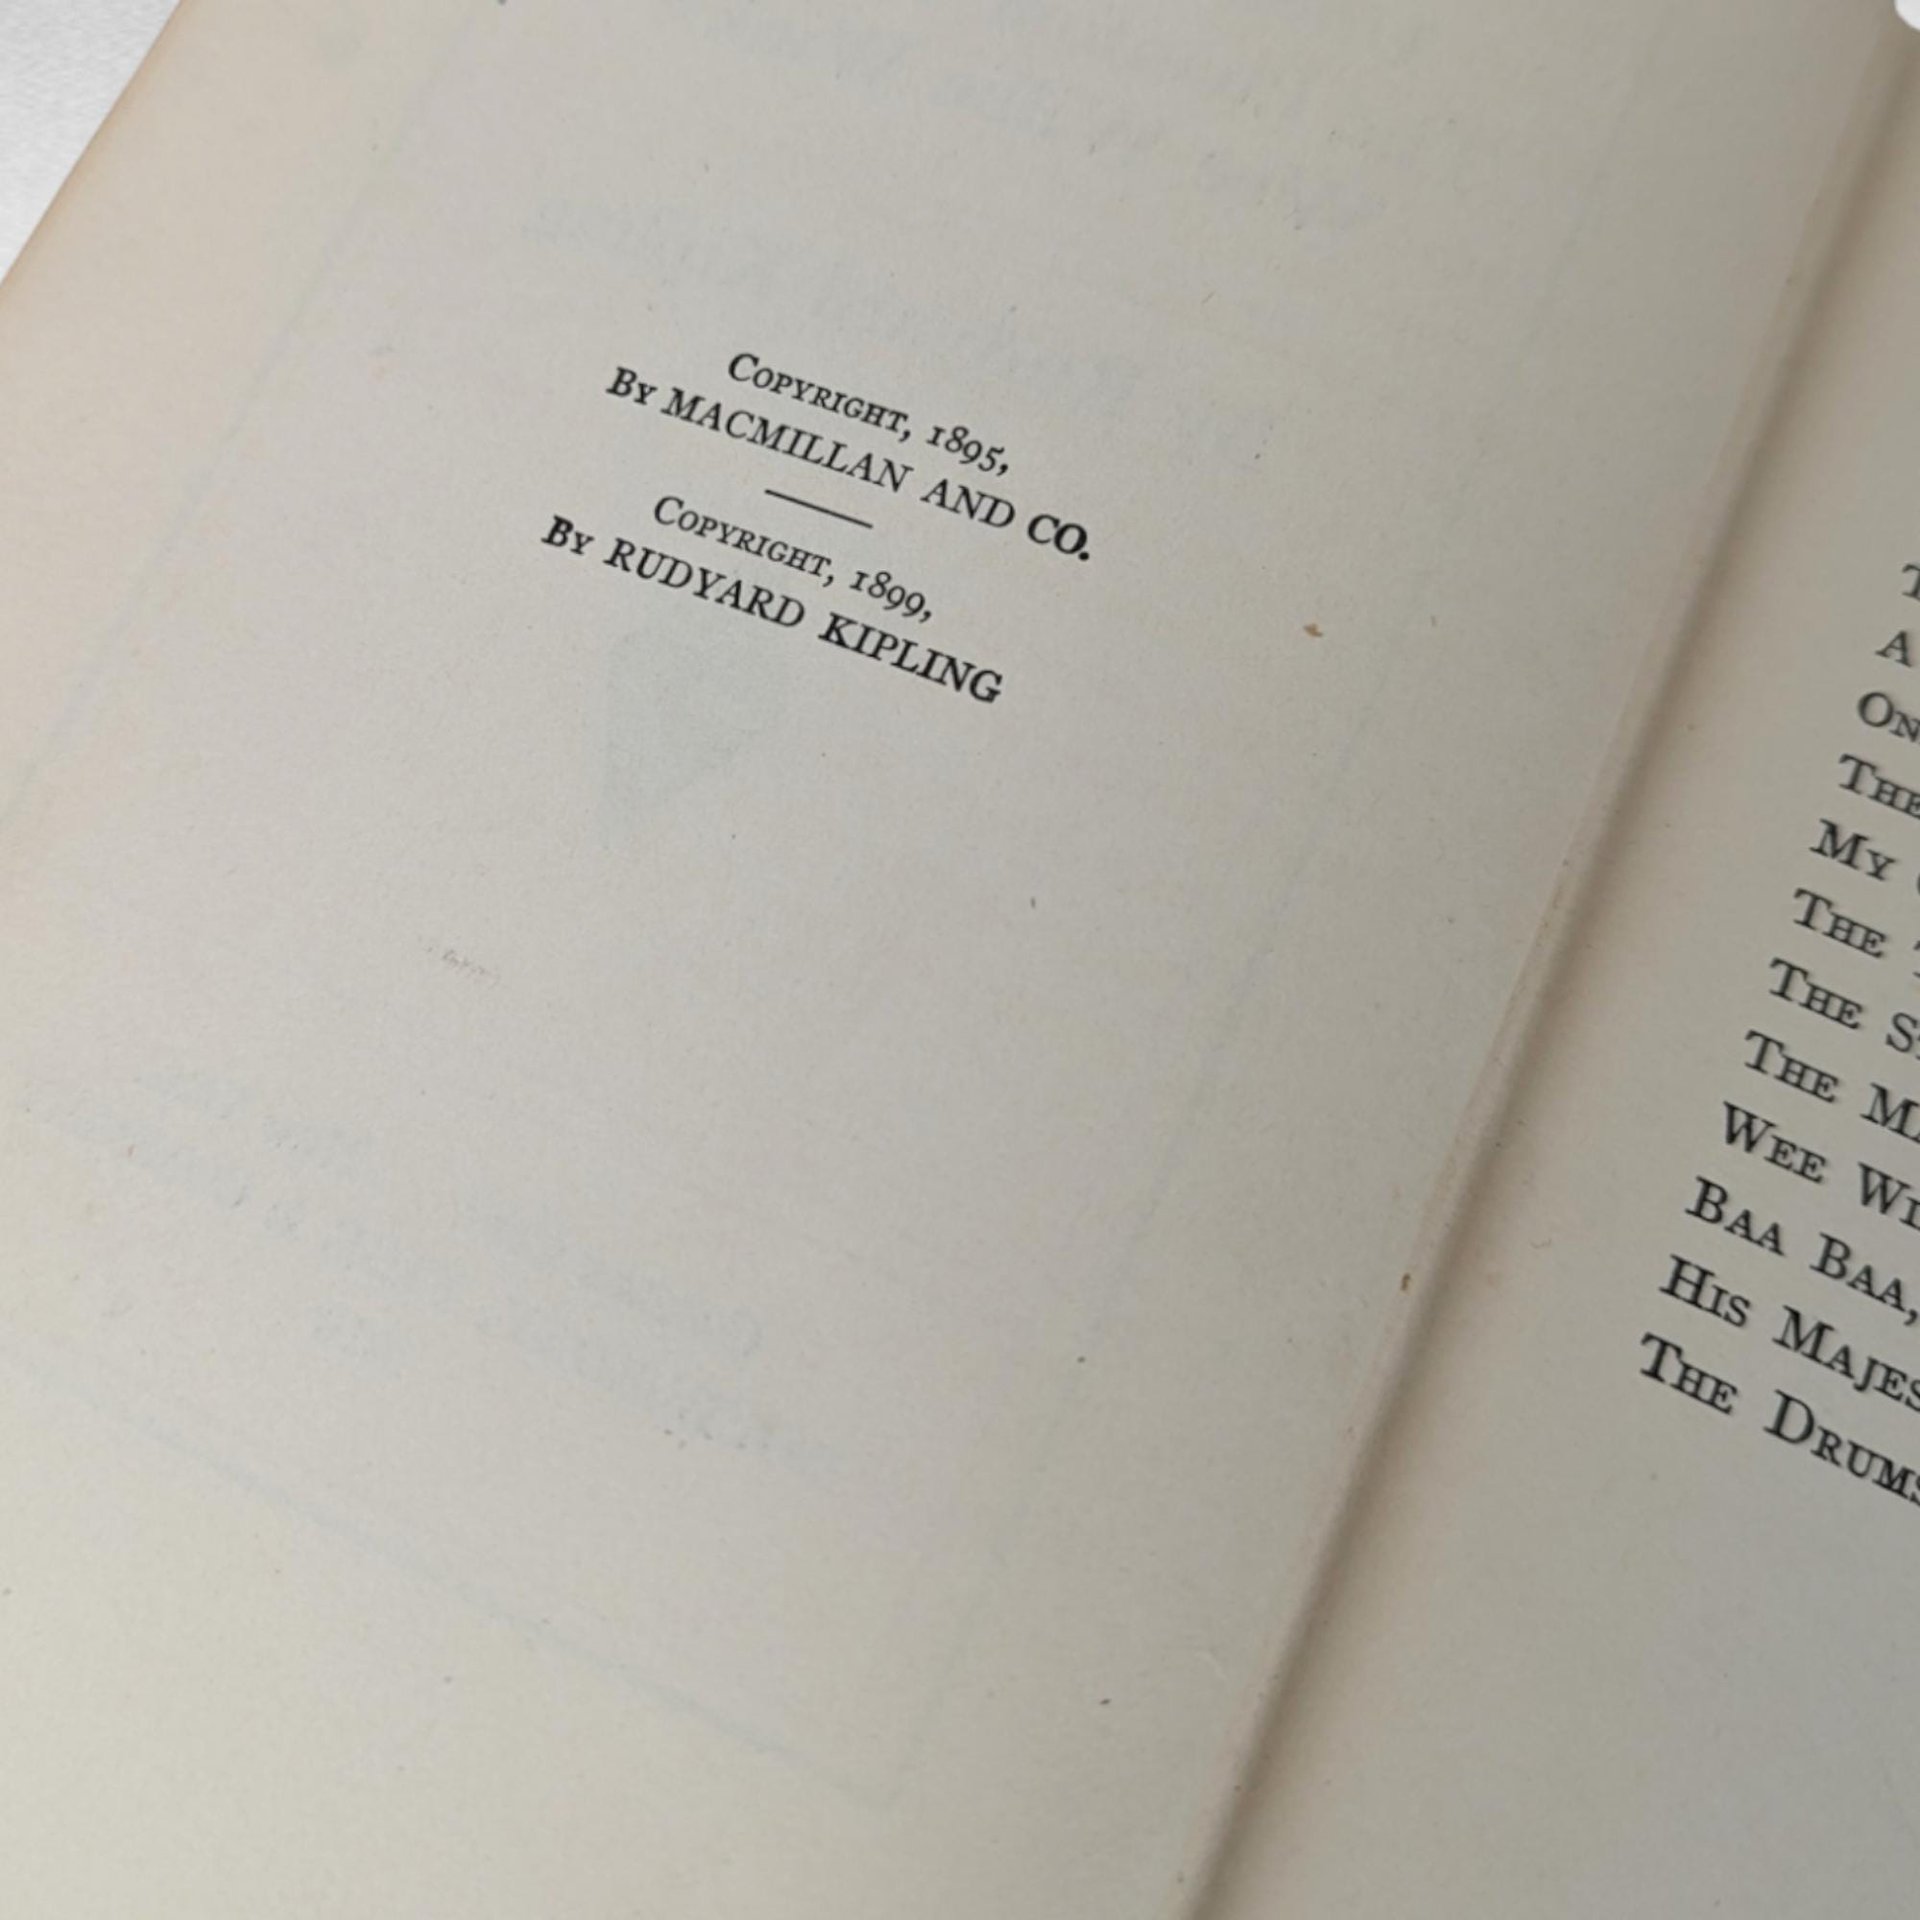 COPYRIGHT, 1895,
BY MACMILLAN AND CO.
COPYRIGHT, 1899,
BY RUDYARD KIPLING
A
THE
MY
THE
THE
THE
WEE
BAA BAA,
HIS
THE